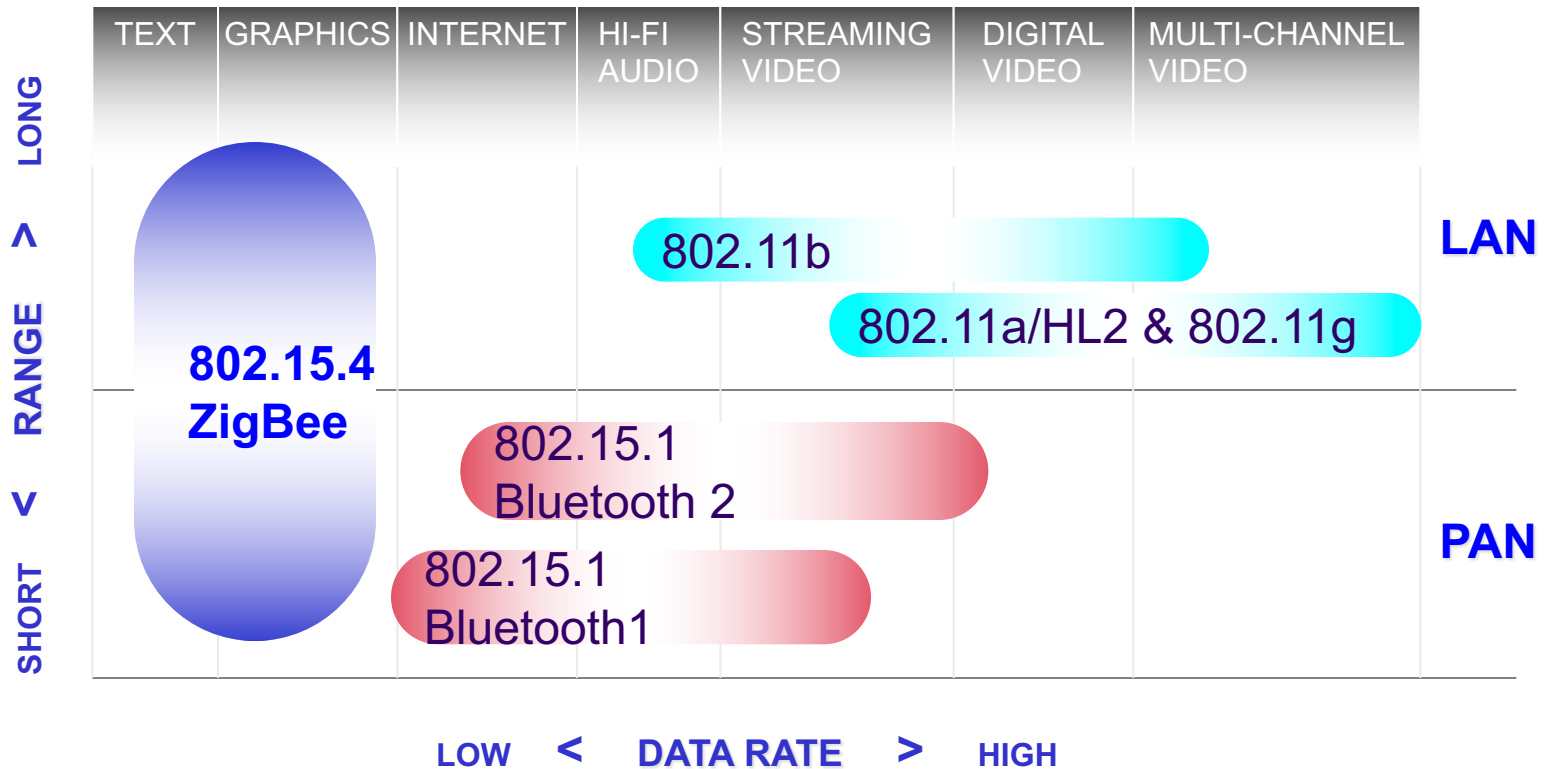 TEXT
GRAPHICS
INTERNET
HI-FI
AUDIO
STREAMING
VIDEO
DIGITAL
VIDEO
MULTI-CHANNEL
VIDEO
SHORT < RANGE > LONG
802.11b
LAN
802.11a/HL2 & 802.11g
802.15.4
ZigBee
802.15.1
Bluetooth 2
PAN
802.15.1
Bluetooth1
LOW < DATA RATE > HIGH